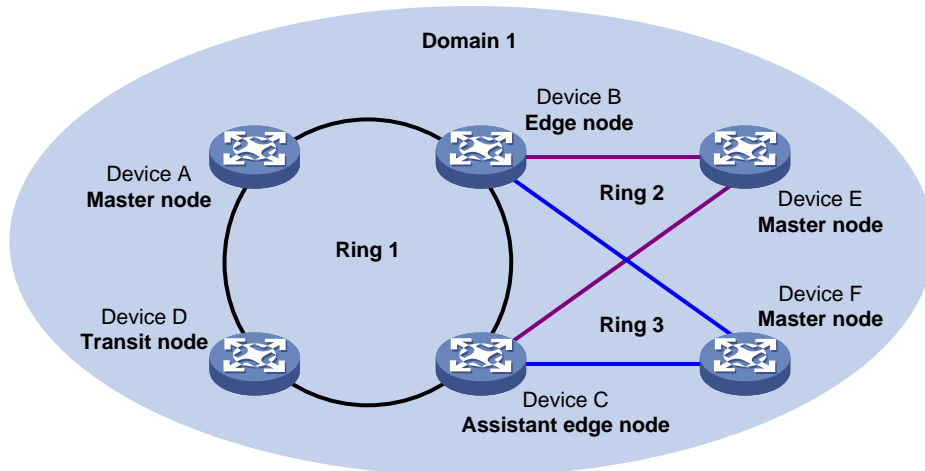 Domain 1
Device B
Edge node
Device A
Master node
Ring 2
Device E
Master node
Ring 1
Device D
Transit node
Device F
Master node
Ring 3
Device C
Assistant edge node